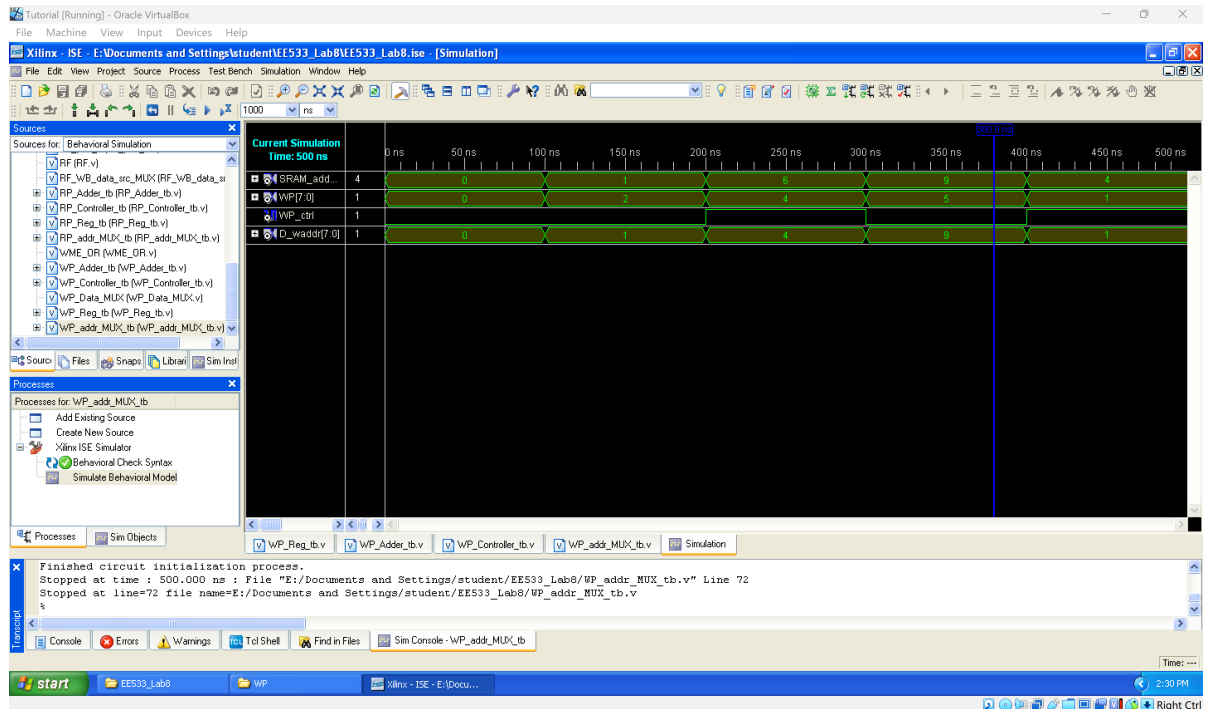 Tutorial [Running] - Oracle VirtualBox
File Machine View Input Devices Help
Xilinx - ISE - E:\Documents and Settings\student\EE533_Lab8\EE533_Lab8.ise - [Simulation]
File Edit View Project Source Process Test Bench Simulation Window Help
1000 ns
Sources
Sources for: Behavioral Simulation
RF (RF.v)
RF_WB_data_src_MUX (RF_WB_data_s
RP_Adder_tb (RP_Adder_tb.v)
RP_Controller_tb (RP_Controller_tb.v)
RP_Reg_tb (RP_Reg_tb.v)
RP_addr_MUX_tb (RP_addr_MUX_tb.v)
WME_OR (WME_OR.v)
WP_Adder_tb (WP_Adder_tb.v)
WP_Controller_tb (WP_Controller_tb.v)
WP_Data_MUX (WP_Data_MUX.v)
WP_Reg_tb (WP_Reg_tb.v)
WP_addr_MUX_tb (WP_addr_MUX_tb.v)
Sourc Files Snaps Librari Sim Inst
Processes
Processes for: WP_addr_MUX_tb
Add Existing Source
Create New Source
Xilinx ISE Simulator
Behavioral Check Syntax
Simulate Behavioral Model
Processes Sim Objects
380.0 ns
Current Simulation
Time: 500 ns
0 ns 50 ns 100 ns 150 ns 200 ns 250 ns 300 ns 350 ns 400 ns 450 ns 500 ns
SRAM_add... 4 0 1 6 9 4
WP[7:0] 1 0 2 4 5 1
WP_ctrl 1
D_waddr[7:0] 1 0 1 4 9 1
WP_Reg_tb.v WP_Adder_tb.v WP_Controller_tb.v WP_addr_MUX_tb.v Simulation
Finished circuit initialization process.
Stopped at time : 500.000 ns : File "E:/Documents and Settings/student/EE533_Lab8/WP_addr_MUX_tb.v" Line 72
Stopped at line=72 file name=E:/Documents and Settings/student/EE533_Lab8/WP_addr_MUX_tb.v
%
Transcript
Console Errors Warnings Tcl Shell Find in Files Sim Console - WP_addr_MUX_tb
Time: ---
start EE533_Lab8 WP Xilinx - ISE - E:\Docu... 2:30 PM
Right Ctrl